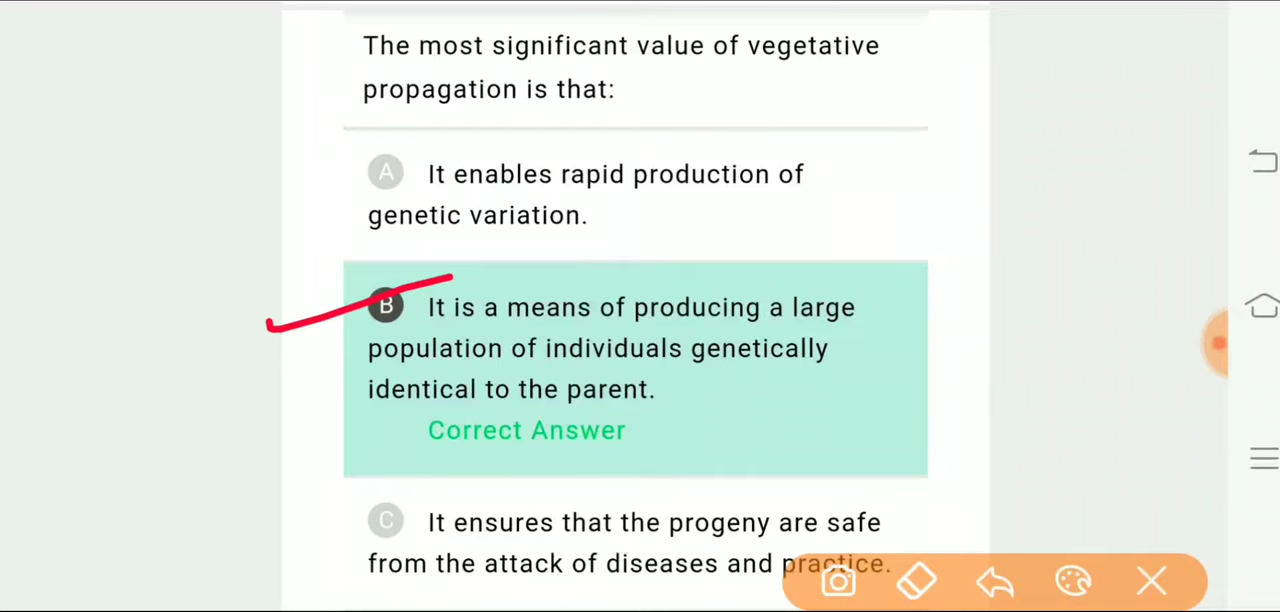 The most significant value of vegetative
propagation is that:
A It enables rapid production of
genetic variation.
B It is a means of producing a large
population of individuals genetically
identical to the parent.
Correct Answer
C It ensures that the progeny are safe
from the attack of diseases and practice.